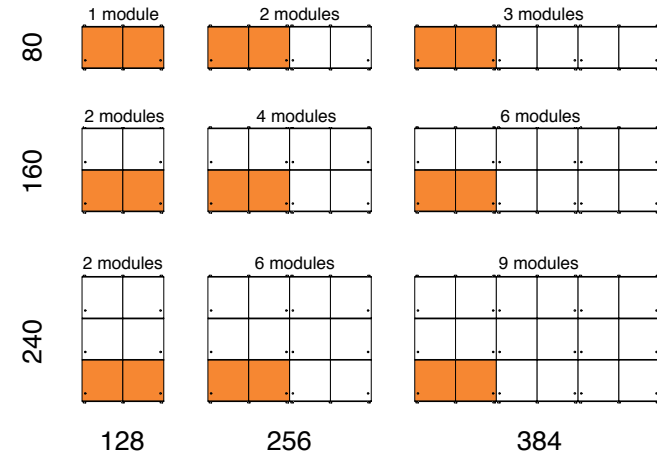 1 module 2 modules 3 modules
80
2 modules 4 modules 6 modules
160
2 modules 6 modules 9 modules
240
128 256 384